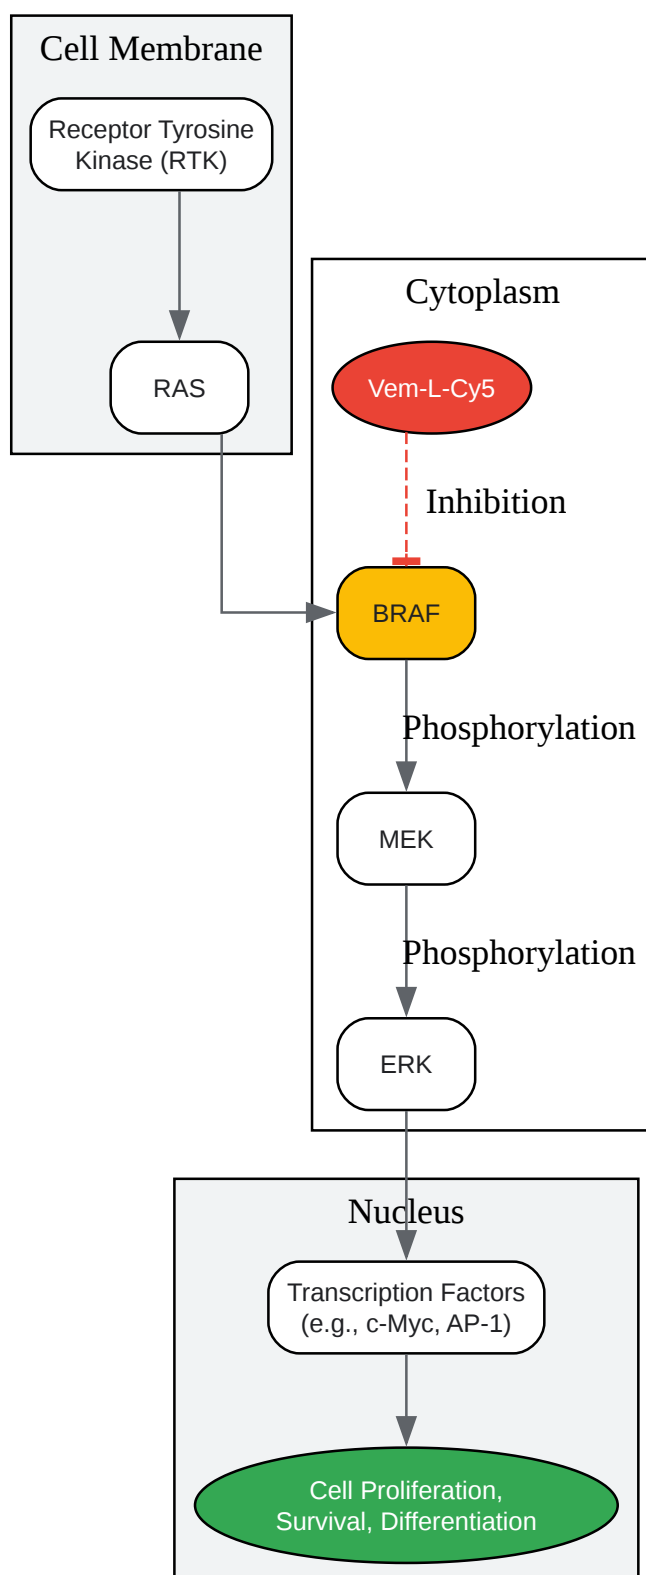 Cell Membrane
Receptor Tyrosine
Kinase (RTK)
RAS
Cytoplasm
Vem-L-Cy5
Inhibition
BRAF
Phosphorylation
MEK
Phosphorylation
ERK
Nucleus
Transcription Factors
(e.g., c-Myc, AP-1)
Cell Proliferation,
Survival, Differentiation